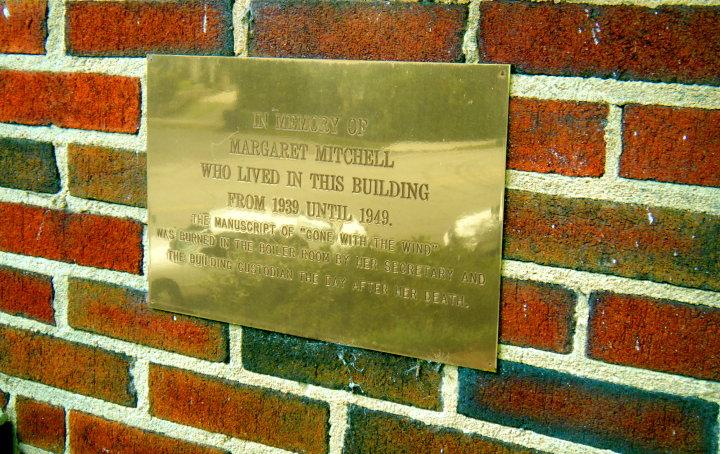 IN MEMORY OF
MARGARET MITCHELL
WHO LIVED IN THIS BUILDING
FROM 1939 UNTIL 1949.
THE MANUSCRIPT OF "GONE WITH THE WIND"
WAS BURNED IN THE BOILER ROOM BY HER SECRETARY AND
THE BUILDING CUSTODIAN THE DAY AFTER HER DEATH.